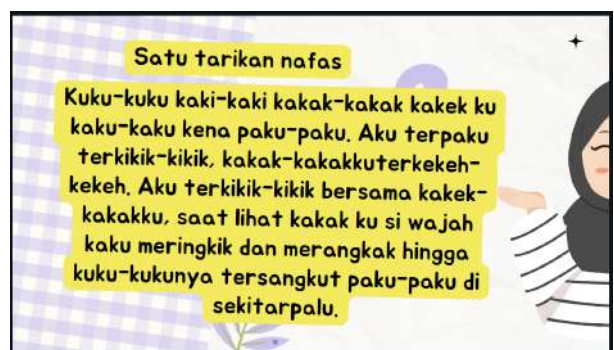 Satu tarikan nafas
Kuku-kuku kaki-kaki kakak-kakak kakek ku
kaku-kaku kena paku-paku. Aku terpaku
terkikik-kikik, kakak-kakakkuterkekeh-
kekeh. Aku terkikik-kikik bersama kakek-
kakakku, saat lihat kakak ku si wajah
kaku meringkik dan merangkak hingga
kuku-kukunya tersangkut paku-paku di
sekitarpalu.